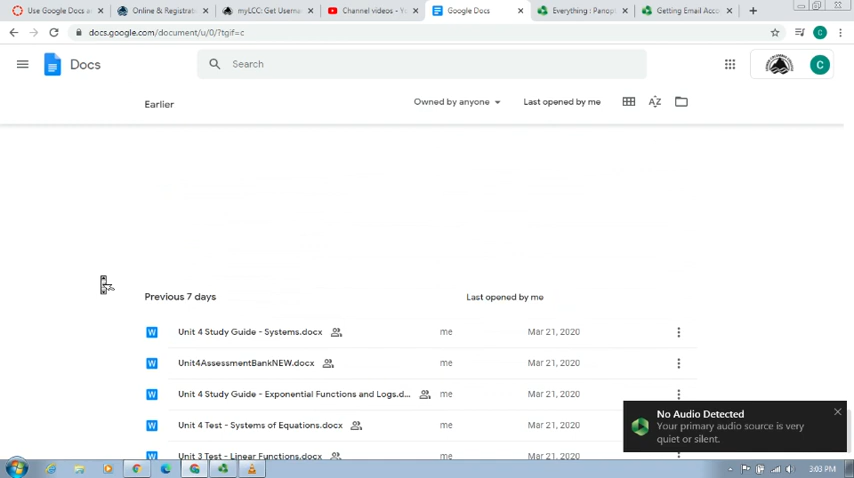 Use Google Docs a
Online & Registrat
myLCC: Get Userna
Channel videos - Y
Google Docs
Everything : Panop
Getting Email Acco
docs.google.com/document/u/0/?tgif=c
Docs
Search
C
C
Earlier
Owned by anyone
Last opened by me
AZ
Previous 7 days
Last opened by me
W Unit 4 Study Guide - Systems.docx me Mar 21, 2020
W Unit4AssessmentBankNEW.docx me Mar 21, 2020
W Unit 4 Study Guide - Exponential Functions and Logs.d... me Mar 21, 2020
W Unit 4 Test - Systems of Equations.docx me Mar 21, 2020
W Unit 3 Test - Linear Functions.docx me Mar 21, 2020
No Audio Detected
Your primary audio source is very
quiet or silent.
3:03 PM